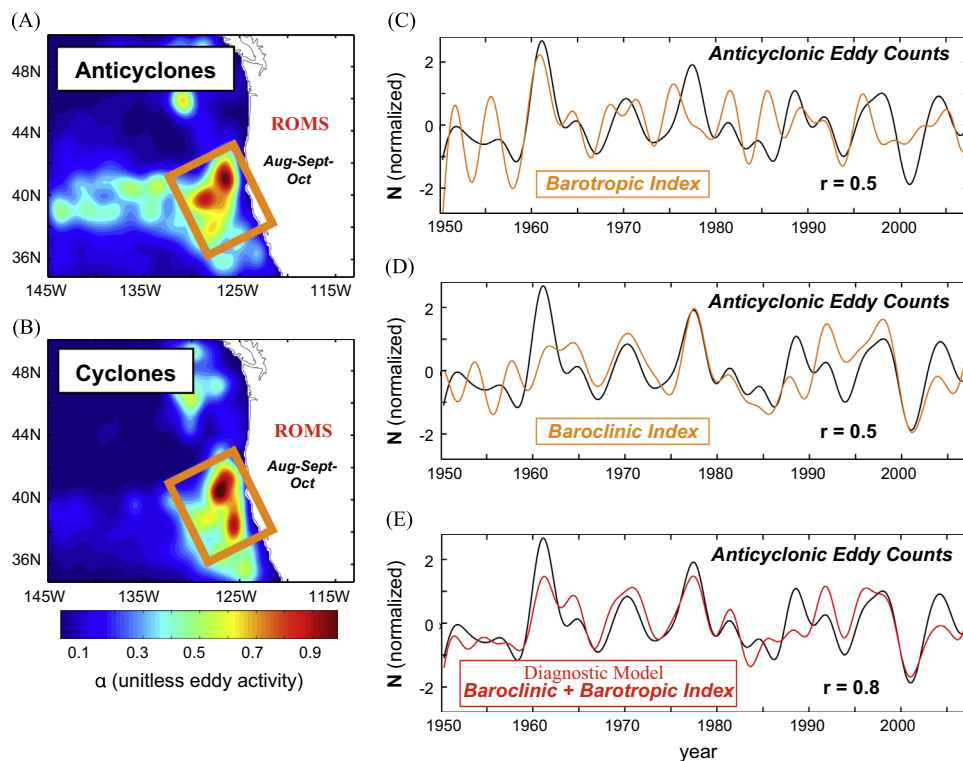 (A)
48N
44N
40N
36N
Anticyclones
ROMS
Aug-Sept-
Oct
145W 135W 125W 115W
(B)
48N
44N
40N
36N
Cyclones
ROMS
Aug-Sept-
Oct
145W 135W 125W 115W
0.1 0.3 0.5 0.7 0.9
α (unitless eddy activity)
(C)
N (normalized)
2
0
-2
Anticyclonic Eddy Counts
Barotropic Index
r = 0.5
1950 1960 1970 1980 1990 2000
(D)
N (normalized)
2
0
-2
Anticyclonic Eddy Counts
Baroclinic Index
r = 0.5
1950 1960 1970 1980 1990 2000
(E)
N (normalized)
2
0
-2
Anticyclonic Eddy Counts
Diagnostic Model
Baroclinic + Barotropic Index
r = 0.8
1950 1960 1970 1980 1990 2000
year